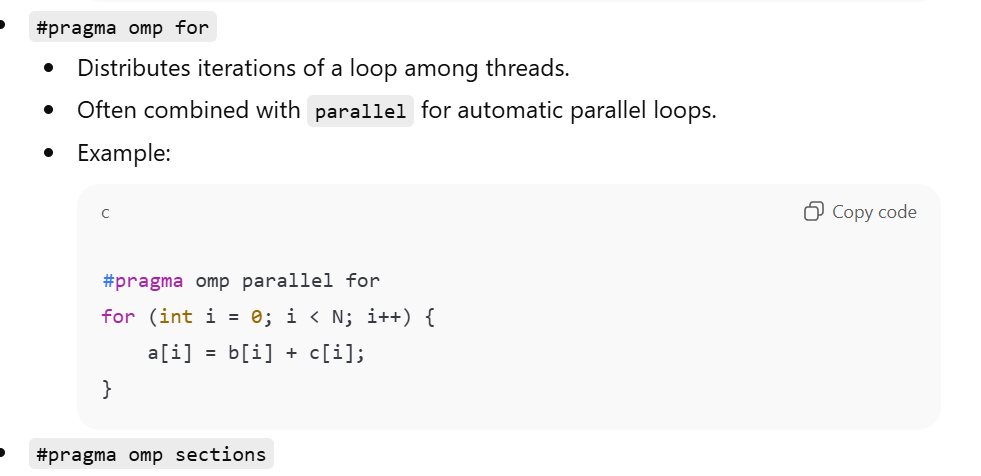 #pragma omp for
Distributes iterations of a loop among threads.
Often combined with parallel for automatic parallel loops.
Example:
c
Copy code
#pragma omp parallel for
for (int i = 0; i < N; i++) {
    a[i] = b[i] + c[i];
}
#pragma omp sections